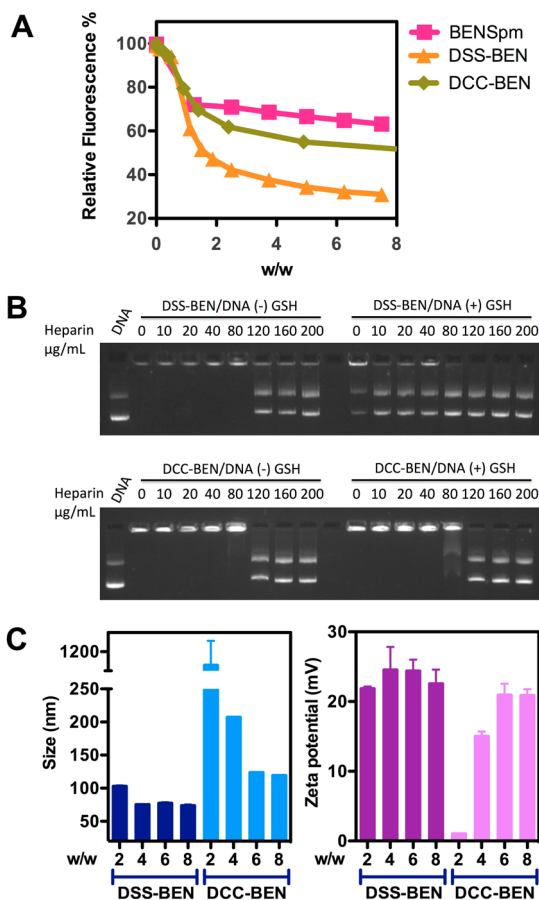 A
Relative Fluorescence %
100
80
60
40
20
0 2 4 6 8
w/w
BENSpm
DSS-BEN
DCC-BEN
B
DSS-BEN/DNA (-) GSH DSS-BEN/DNA (+) GSH
Heparin DNA 0 10 20 40 80 120 160 200 0 10 20 40 80 120 160 200
μg/mL
DCC-BEN/DNA (-) GSH DCC-BEN/DNA (+) GSH
Heparin DNA 0 10 20 40 80 120 160 200 0 10 20 40 80 120 160 200
μg/mL
C
Size (nm)
1200
250
200
150
100
50
w/w 2 4 6 8 2 4 6 8
DSS-BEN DCC-BEN
Zeta potential (mV)
30
20
10
0
w/w 2 4 6 8 2 4 6 8
DSS-BEN DCC-BEN